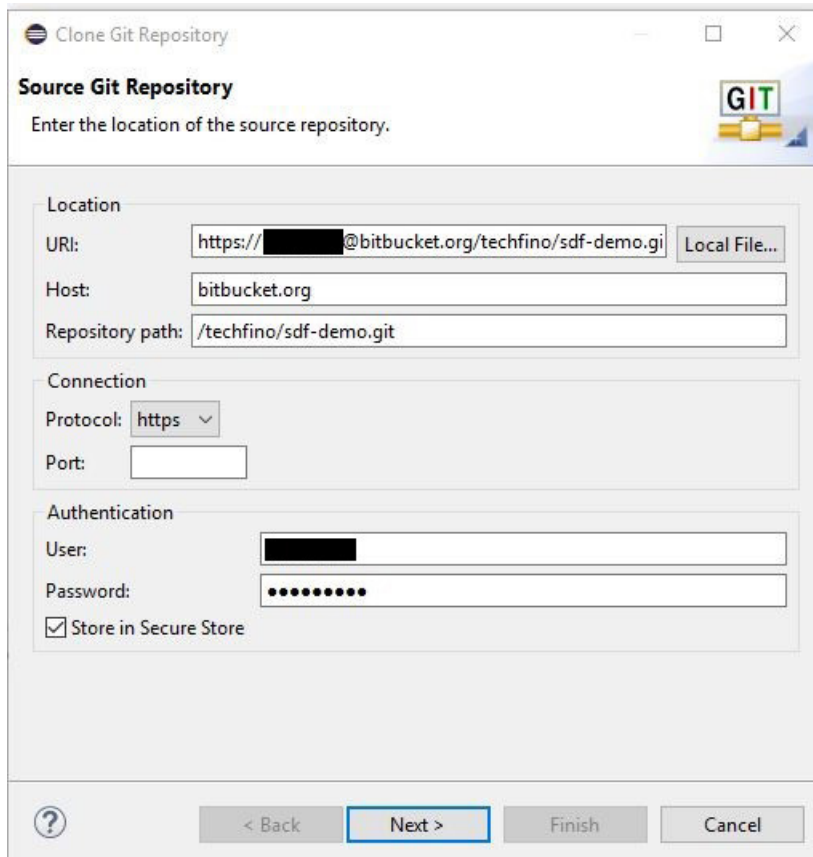 Clone Git Repository
Source Git Repository
Enter the location of the source repository.
GIT
Location
URI: https:// @bitbucket.org/techfino/sdf-demo.gi Local File...
Host: bitbucket.org
Repository path: /techfino/sdf-demo.git
Connection
Protocol: https
Port:
Authentication
User:
Password: •••••••••
Store in Secure Store
? < Back Next > Finish Cancel